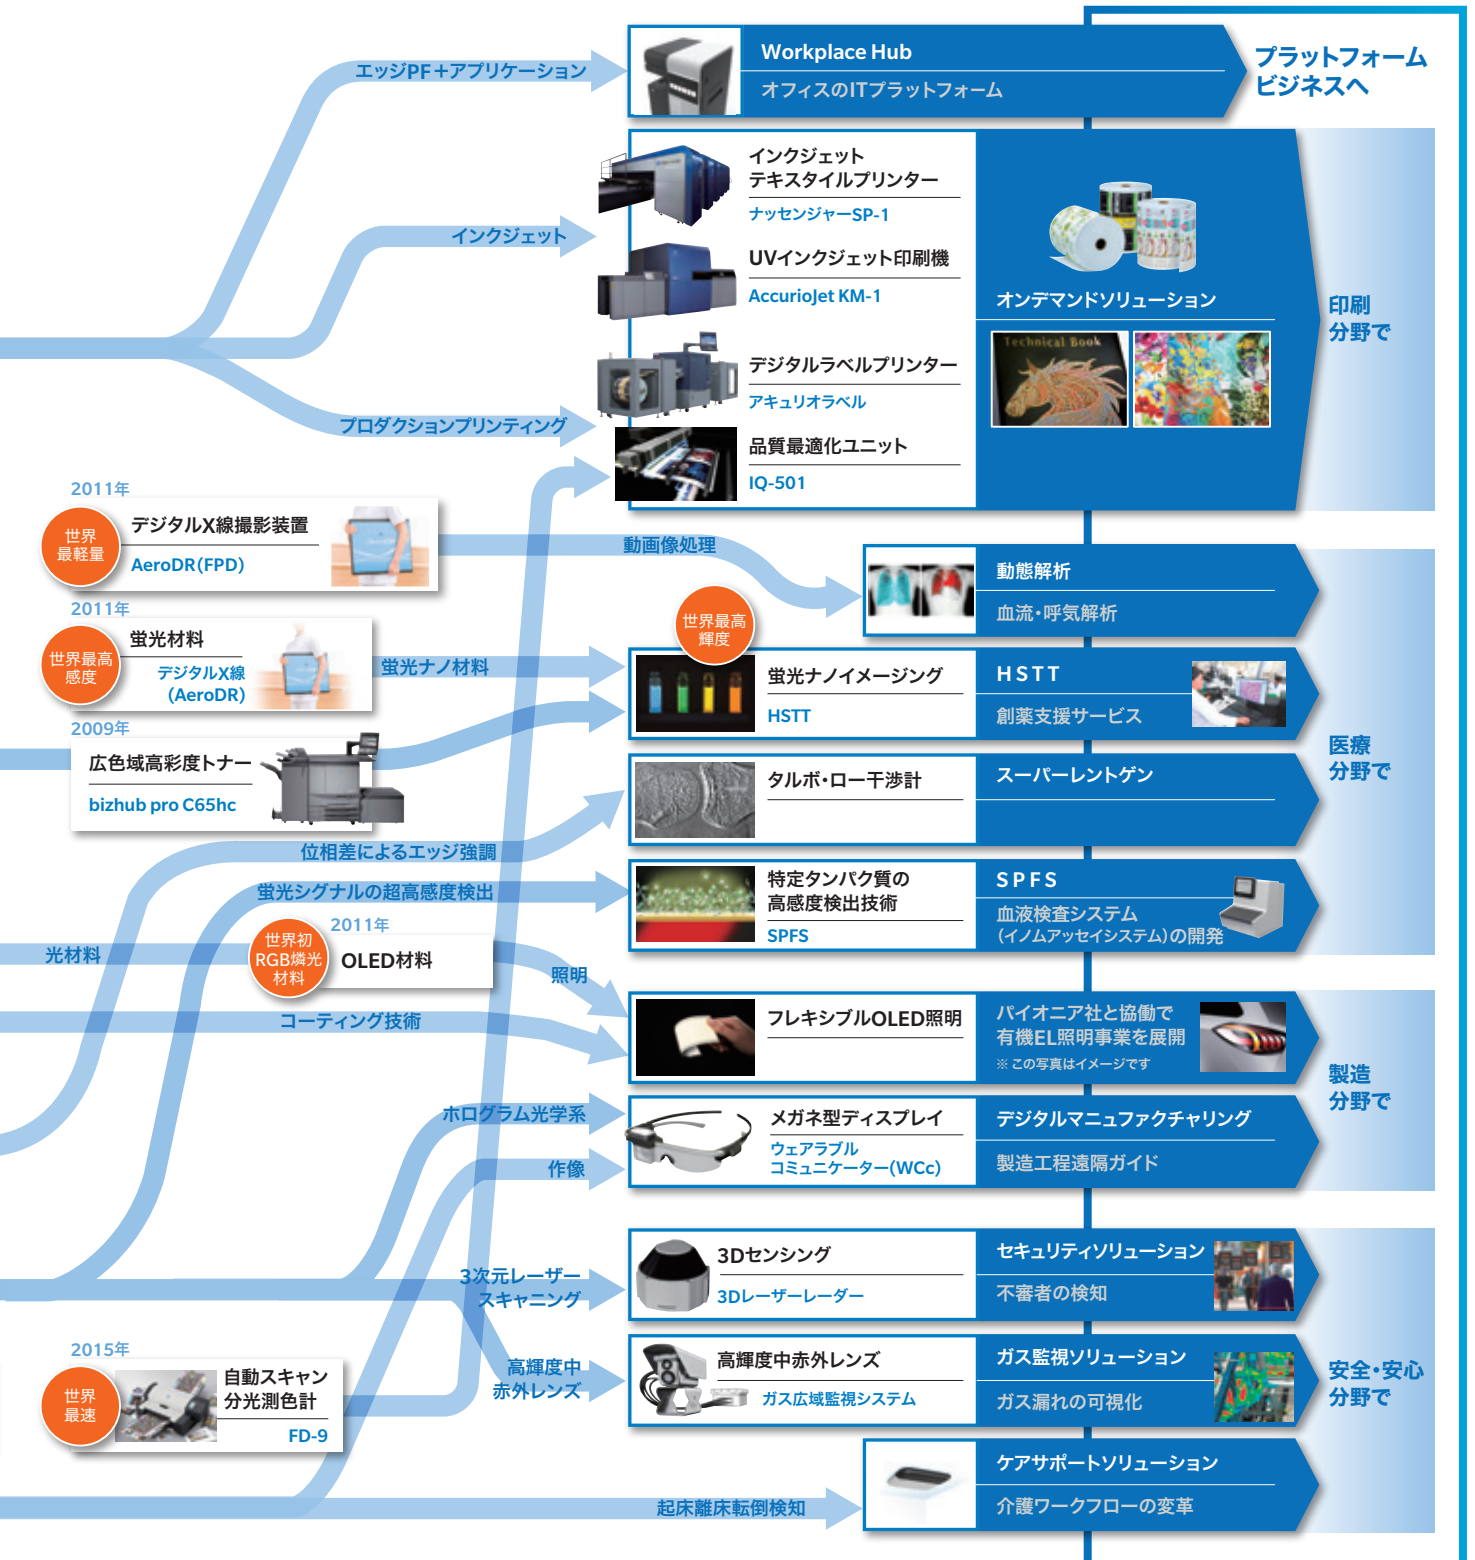 エッジPF＋アプリケーション
Workplace Hub
オフィスのITプラットフォーム
プラットフォーム
ビジネスへ
インクジェット
インクジェット
テキスタイルプリンター
ナッセンジャーSP-1
UVインクジェット印刷機
AccurioJet KM-1
デジタルラベルプリンター
アキュリオラベル
プロダクションプリンティング
品質最適化ユニット
IQ-501
オンデマンドソリューション
Technical Book
印刷
分野で
2011年
世界
最軽量
デジタルX線撮影装置
AeroDR(FPD)
動画像処理
動態解析
血流・呼気解析
2011年
世界最高
感度
蛍光材料
デジタルX線
(AeroDR)
蛍光ナノ材料
世界最高
輝度
蛍光ナノイメージング
HSTT
HSTT
創薬支援サービス
2009年
広色域高彩度トナー
bizhub pro C65hc
タルボ・ロー干渉計
スーパーレントゲン
医療
分野で
位相差によるエッジ強調
蛍光シグナルの超高感度検出
特定タンパク質の
高感度検出技術
SPFS
SPFS
血液検査システム
(イノムアッセイシステム)の開発
光材料
世界初
RGB燐光
材料
2011年
OLED材料
照明
コーティング技術
フレキシブルOLED照明
パイオニア社と協働で
有機EL照明事業を展開
※この写真はイメージです
製造
分野で
ホログラム光学系
作像
メガネ型ディスプレイ
ウェアラブル
コミュニケーター(WCc)
デジタルマニュファクチャリング
製造工程遠隔ガイド
3次元レーザー
スキャニング
3Dセンシング
3Dレーザーレーダー
セキュリティソリューション
不審者の検知
2015年
世界
最速
自動スキャン
分光測色計
FD-9
高輝度中
赤外レンズ
高輝度中赤外レンズ
ガス広域監視システム
ガス監視ソリューション
ガス漏れの可視化
安全・安心
分野で
起床離床転倒検知
ケアサポートソリューション
介護ワークフローの変革